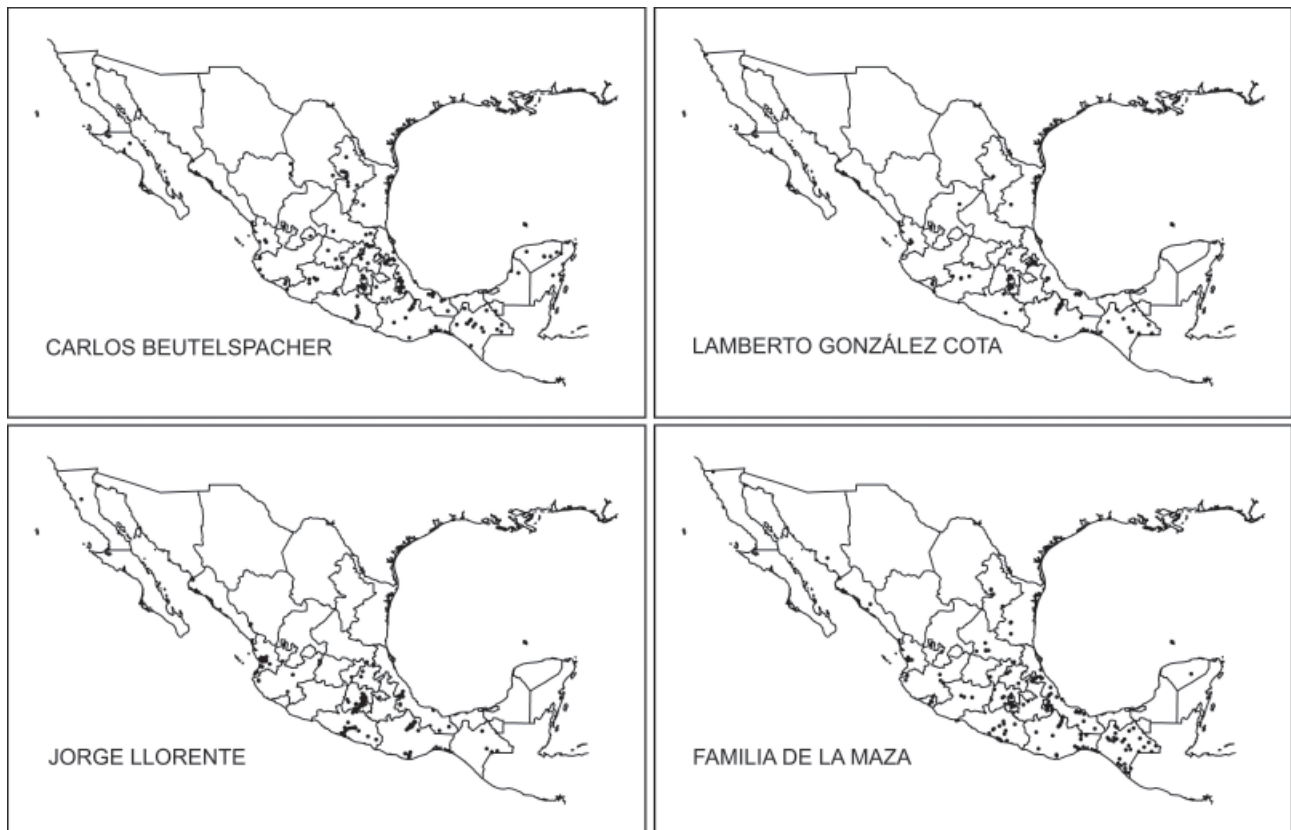 CARLOS BEUTELSPACHER
LAMBERTO GONZÁLEZ COTA
JORGE LLORENTE
FAMILIA DE LA MAZA